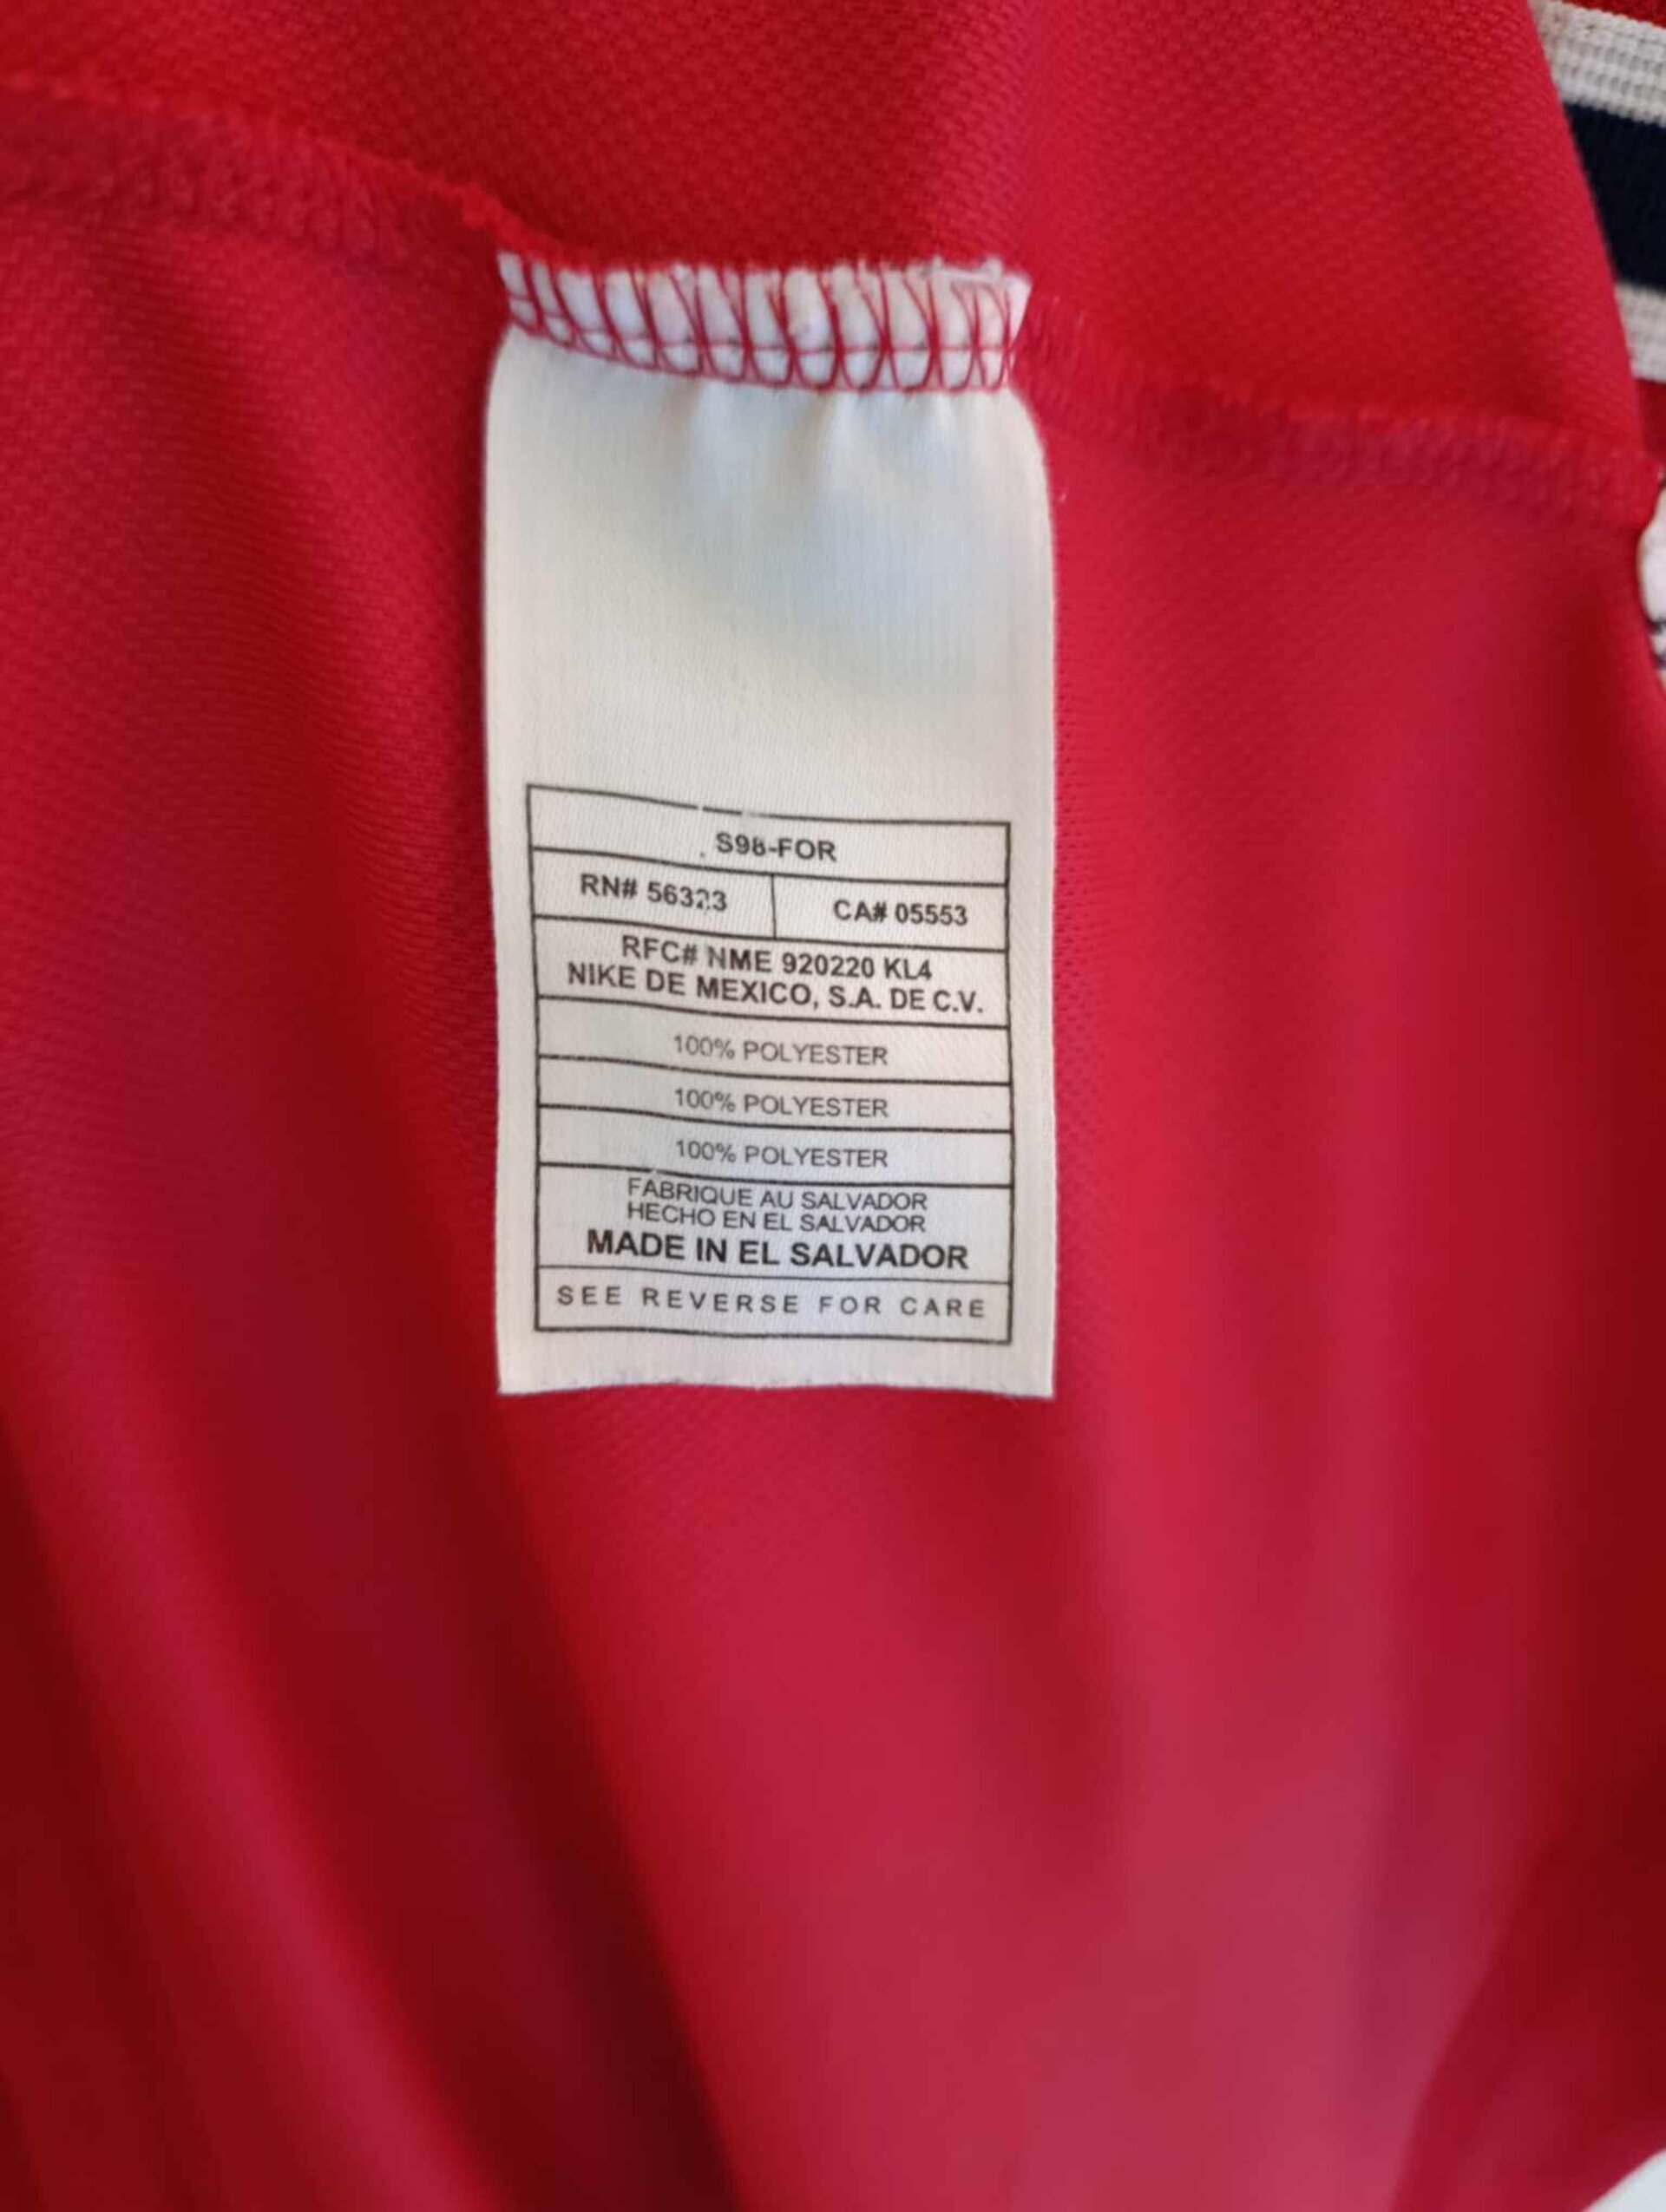 S98-FOR
RN# 56323
CA# 05553
RFC# NME 920220 KL4
NIKE DE MEXICO, S.A. DE C.V.
100% POLYESTER
100% POLYESTER
100% POLYESTER
FABRIQUE AU SALVADOR
HECHO EN EL SALVADOR
MADE IN EL SALVADOR
SEE REVERSE FOR CARE